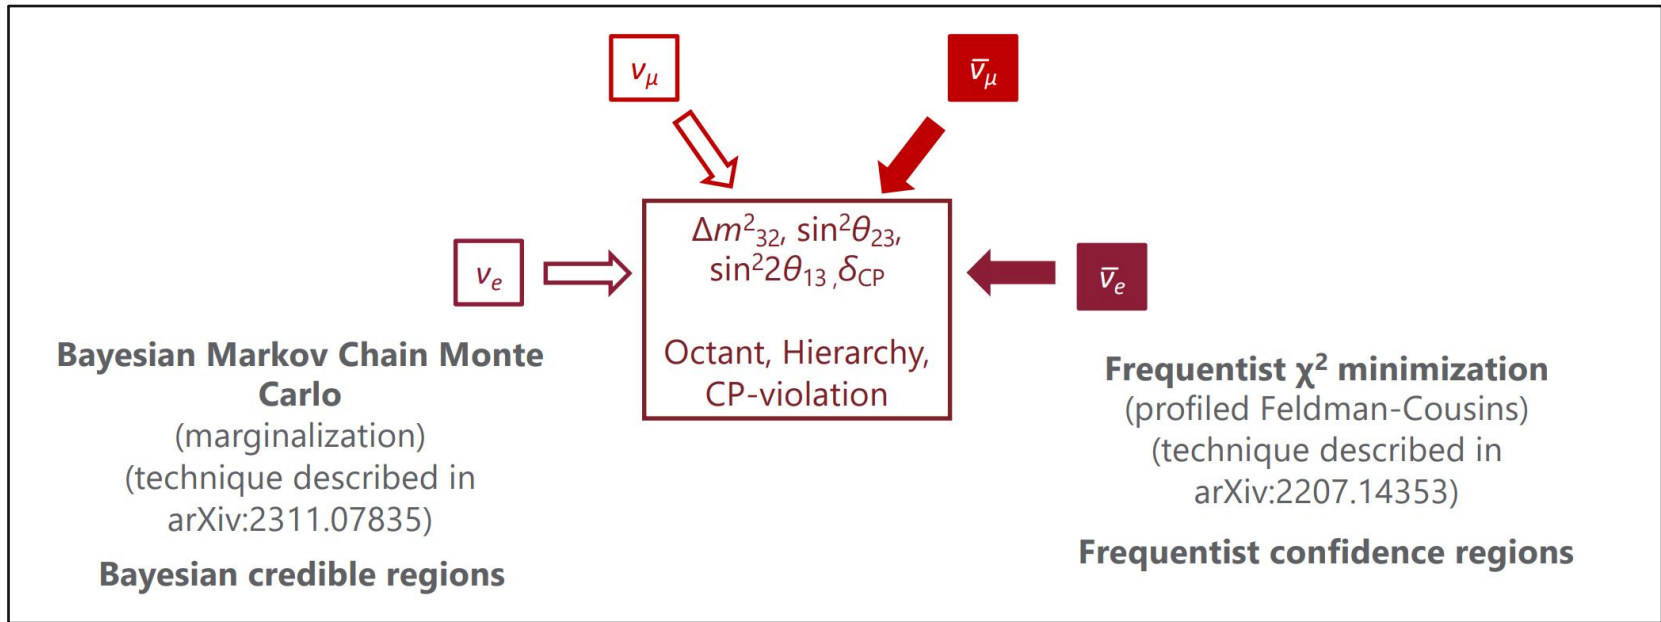 νμ
ν̅μ
νe
ν̅e
Δm²₃₂, sin²θ₂₃,
sin²2θ₁₃ ,δCP
Octant, Hierarchy,
CP-violation
Bayesian Markov Chain Monte
Carlo
(marginalization)
(technique described in
arXiv:2311.07835)
Bayesian credible regions
Frequentist χ² minimization
(profiled Feldman-Cousins)
(technique described in
arXiv:2207.14353)
Frequentist confidence regions